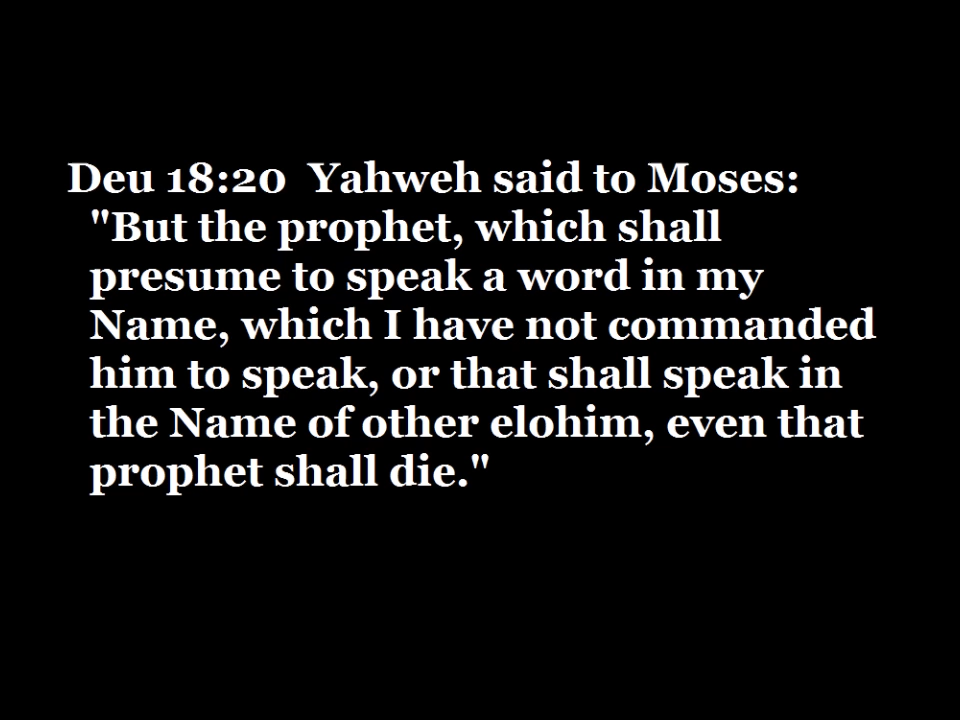 Deu 18:20  Yahweh said to Moses:
"But the prophet, which shall
presume to speak a word in my
Name, which I have not commanded
him to speak, or that shall speak in
the Name of other elohim, even that
prophet shall die."